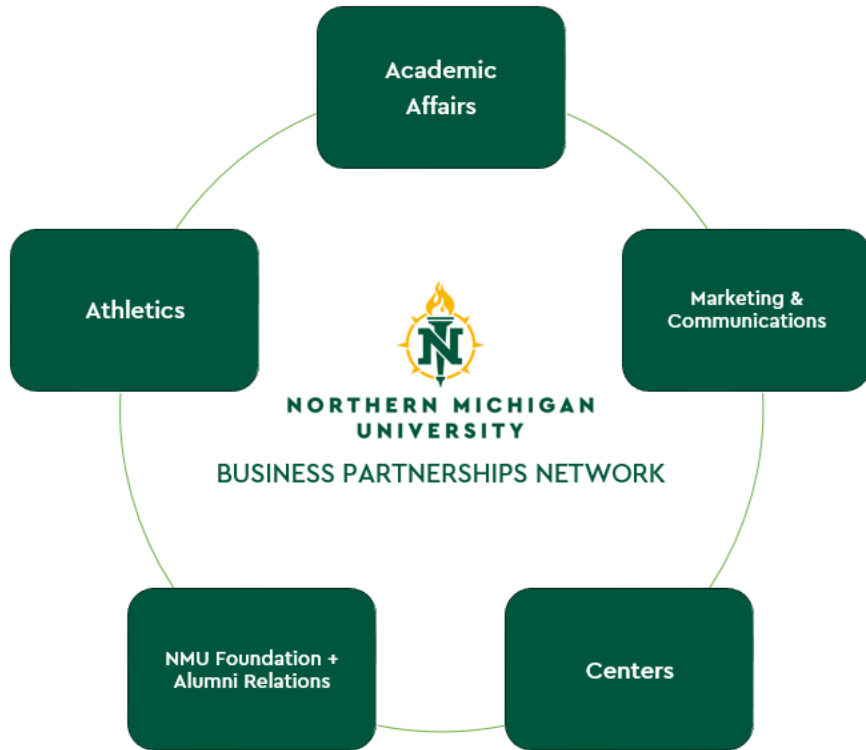 Academic
Affairs
Athletics
Marketing &
Communications
N
NORTHERN MICHIGAN
UNIVERSITY
BUSINESS PARTNERSHIPS NETWORK
NMU Foundation +
Alumni Relations
Centers